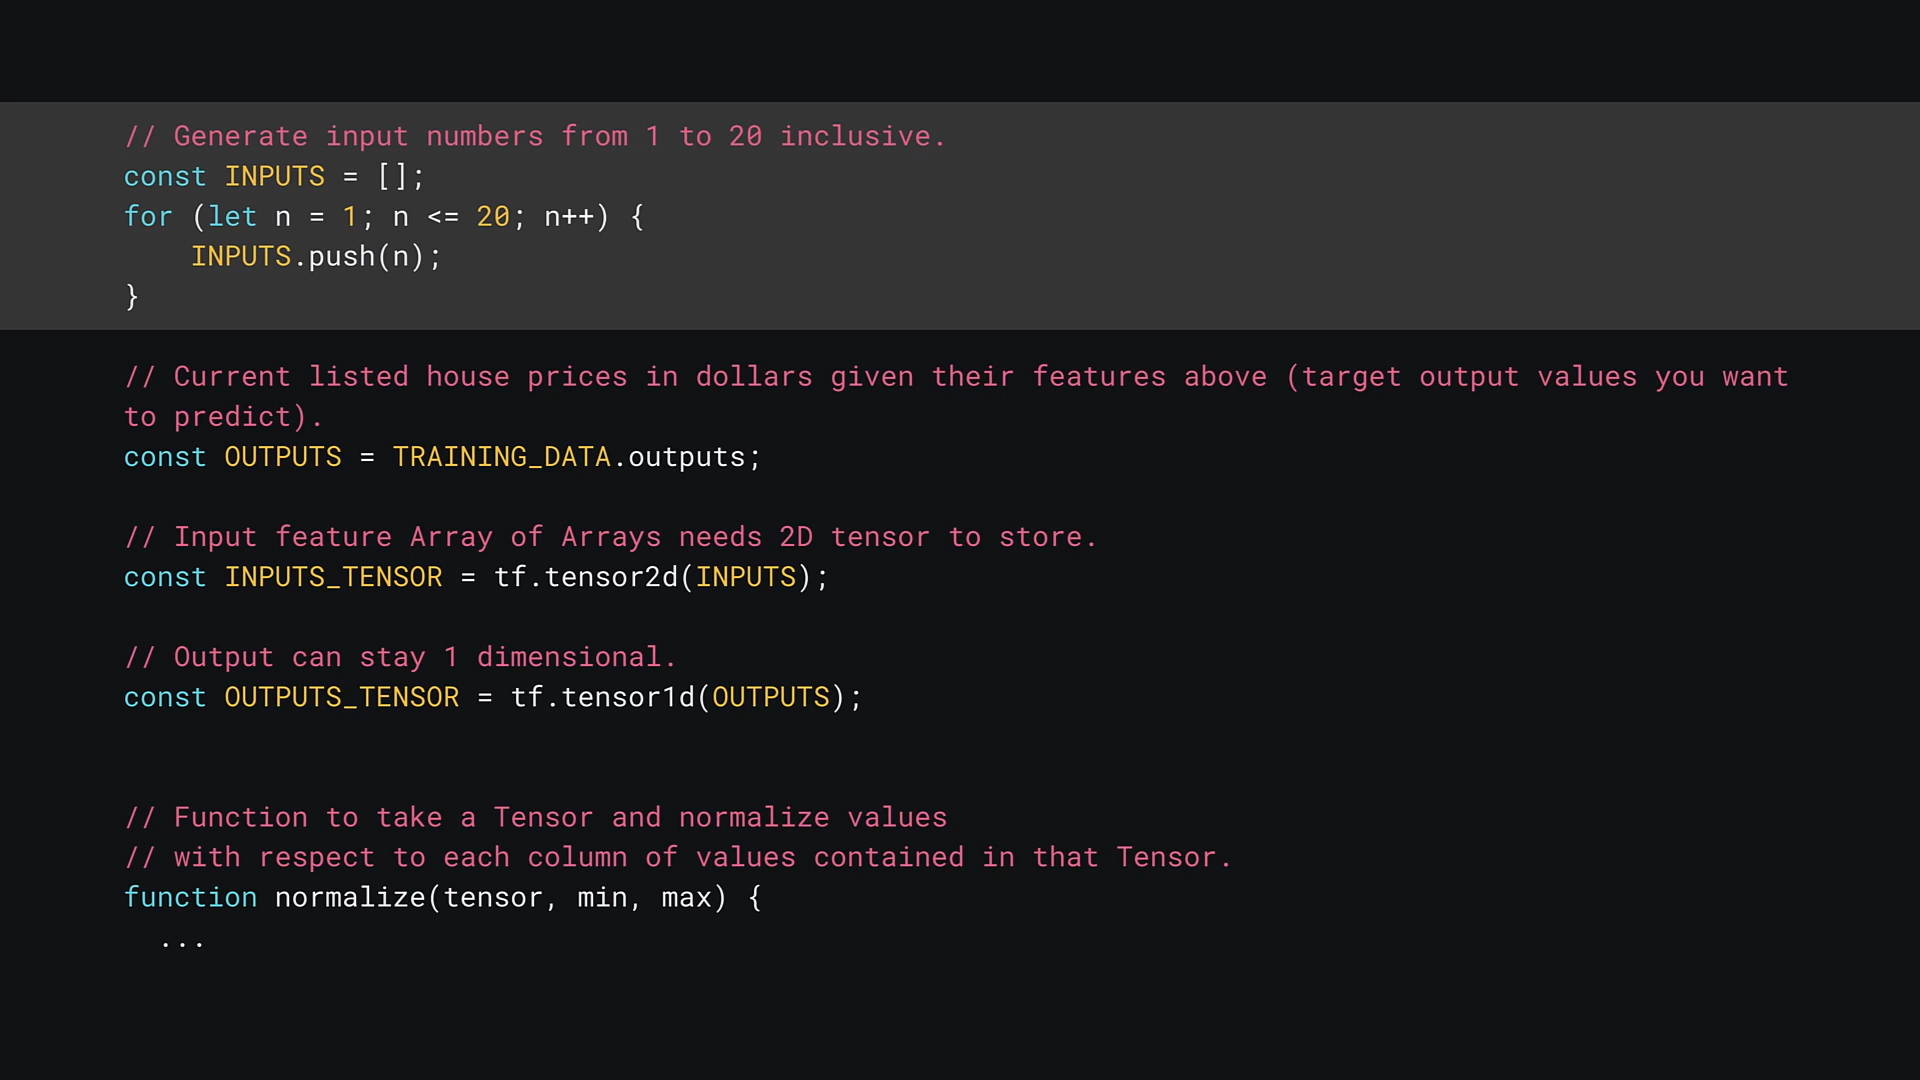 // Generate input numbers from 1 to 20 inclusive.
const INPUTS = [];
for (let n = 1; n <= 20; n++) {
    INPUTS.push(n);
}
// Current listed house prices in dollars given their features above (target output values you want
to predict).
const OUTPUTS = TRAINING_DATA.outputs;
// Input feature Array of Arrays needs 2D tensor to store.
const INPUTS_TENSOR = tf.tensor2d(INPUTS);
// Output can stay 1 dimensional.
const OUTPUTS_TENSOR = tf.tensor1d(OUTPUTS);
// Function to take a Tensor and normalize values
// with respect to each column of values contained in that Tensor.
function normalize(tensor, min, max) {
  ...